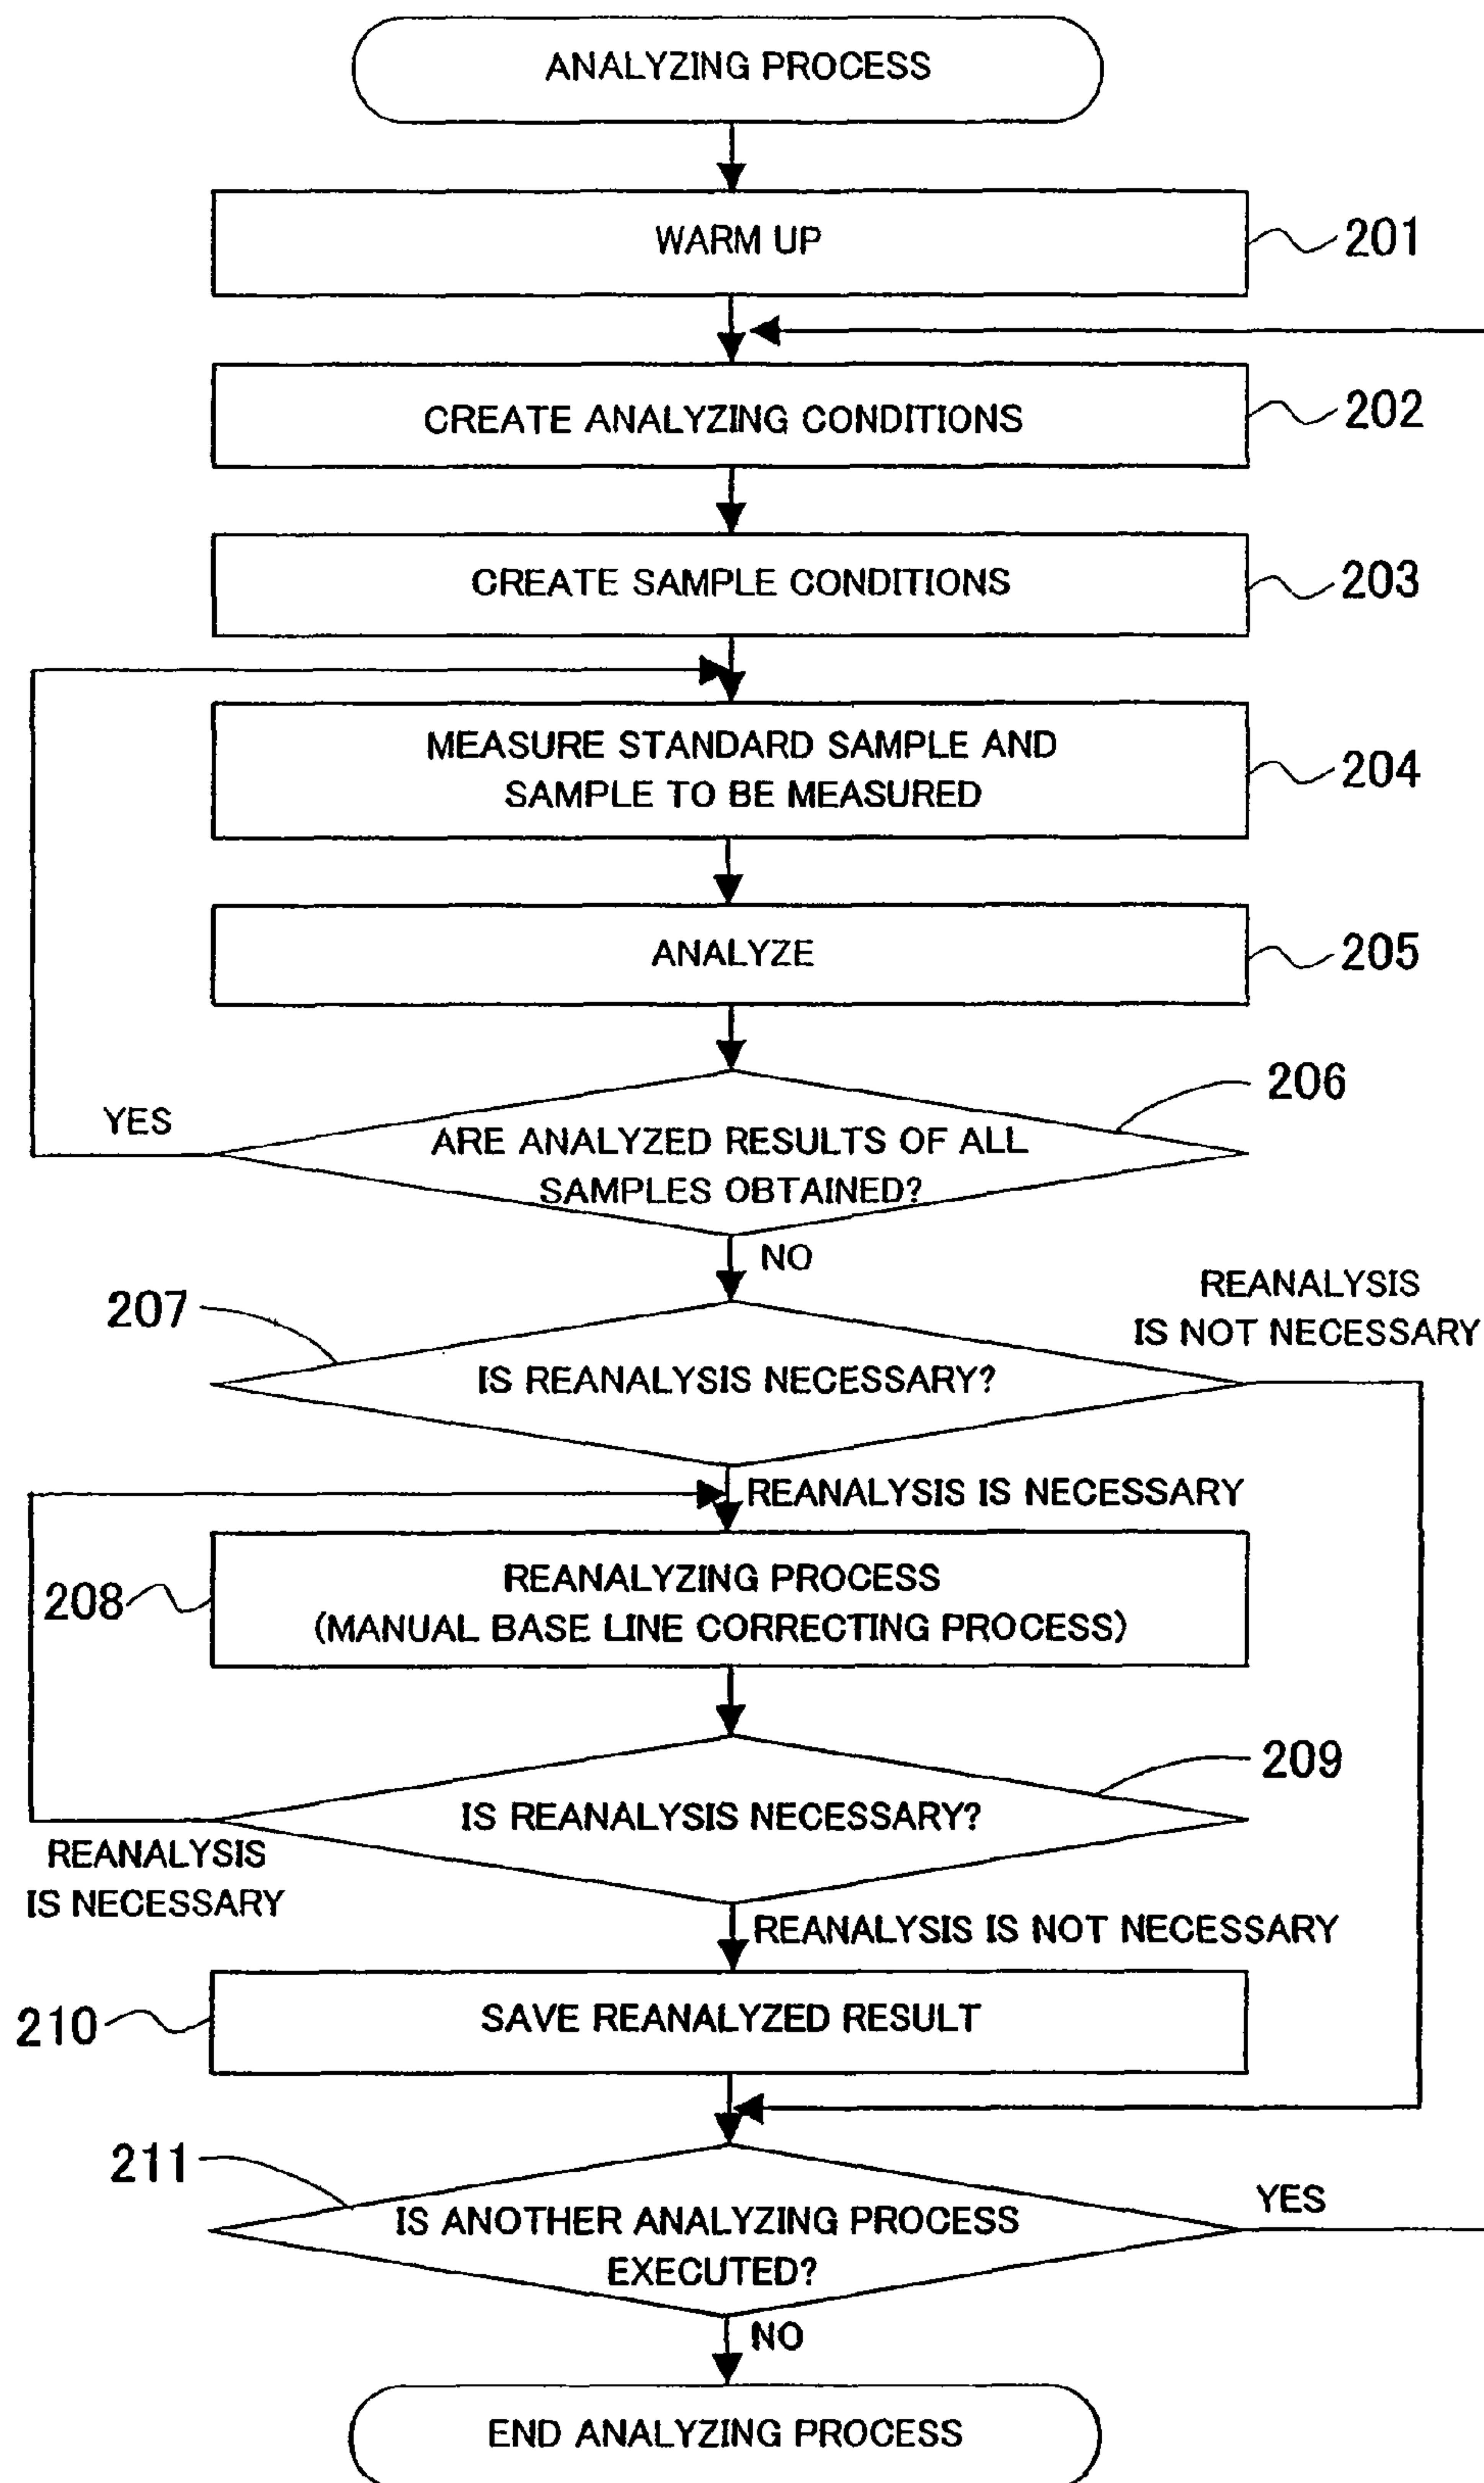 ANALYZING PROCESS
WARM UP
201
CREATE ANALYZING CONDITIONS
202
CREATE SAMPLE CONDITIONS
203
MEASURE STANDARD SAMPLE AND
SAMPLE TO BE MEASURED
204
ANALYZE
205
206
YES
ARE ANALYZED RESULTS OF ALL
SAMPLES OBTAINED?
NO
207
REANALYSIS
IS NOT NECESSARY
IS REANALYSIS NECESSARY?
REANALYSIS IS NECESSARY
208
REANALYZING PROCESS
(MANUAL BASE LINE CORRECTING PROCESS)
209
IS REANALYSIS NECESSARY?
REANALYSIS
IS NECESSARY
REANALYSIS IS NOT NECESSARY
210
SAVE REANALYZED RESULT
211
IS ANOTHER ANALYZING PROCESS
EXECUTED?
YES
NO
END ANALYZING PROCESS